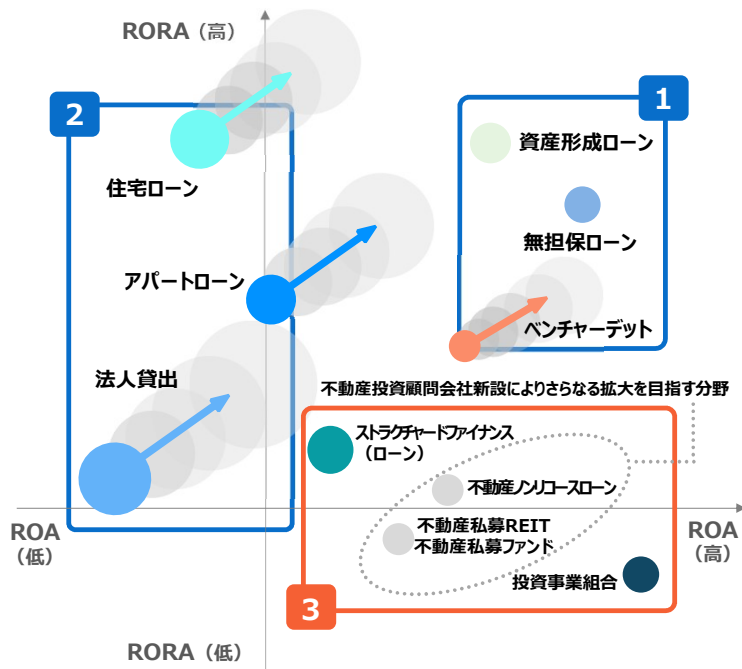 RORA（高）
1
2
資産形成ローン
住宅ローン
無担保ローン
アパートローン
ベンチャーデット
法人貸出
不動産投資顧問会社新設によりさらなる拡大を目指す分野
ストラクチャードファイナンス
（ローン）
不動産ノンリコースローン
ROA
（低）
不動産私募REIT
不動産私募ファンド
ROA
（高）
投資事業組合
3
RORA（低）